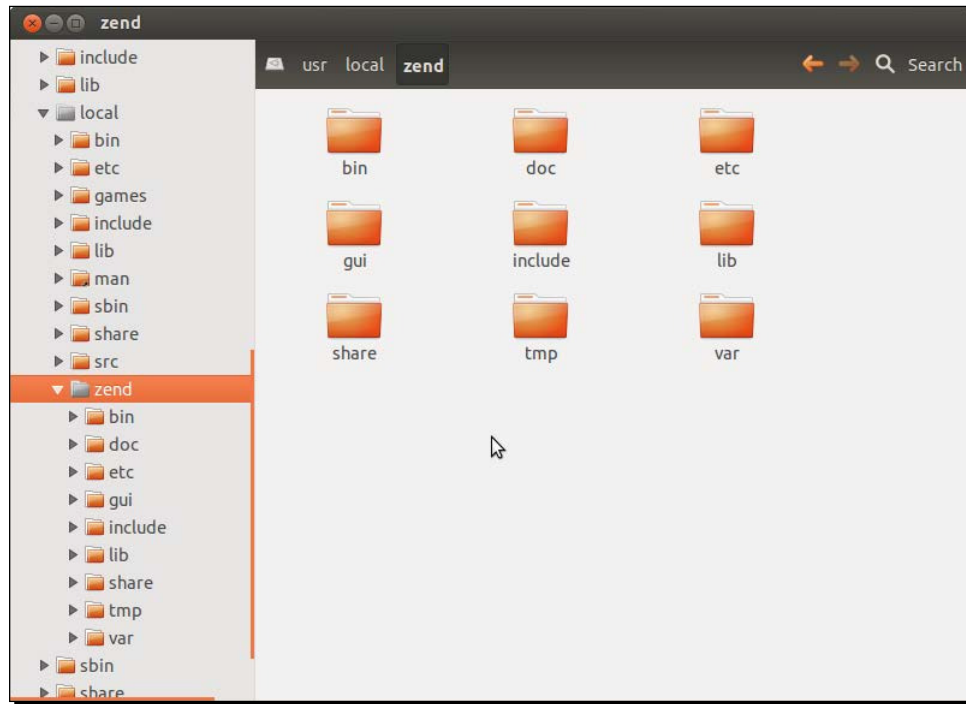 zend
include
lib
local
bin
etc
games
include
lib
man
sbin
share
src
zend
bin
doc
etc
gui
include
lib
share
tmp
var
sbin
share
usr local zend Search
bin doc etc
gui include lib
share tmp var